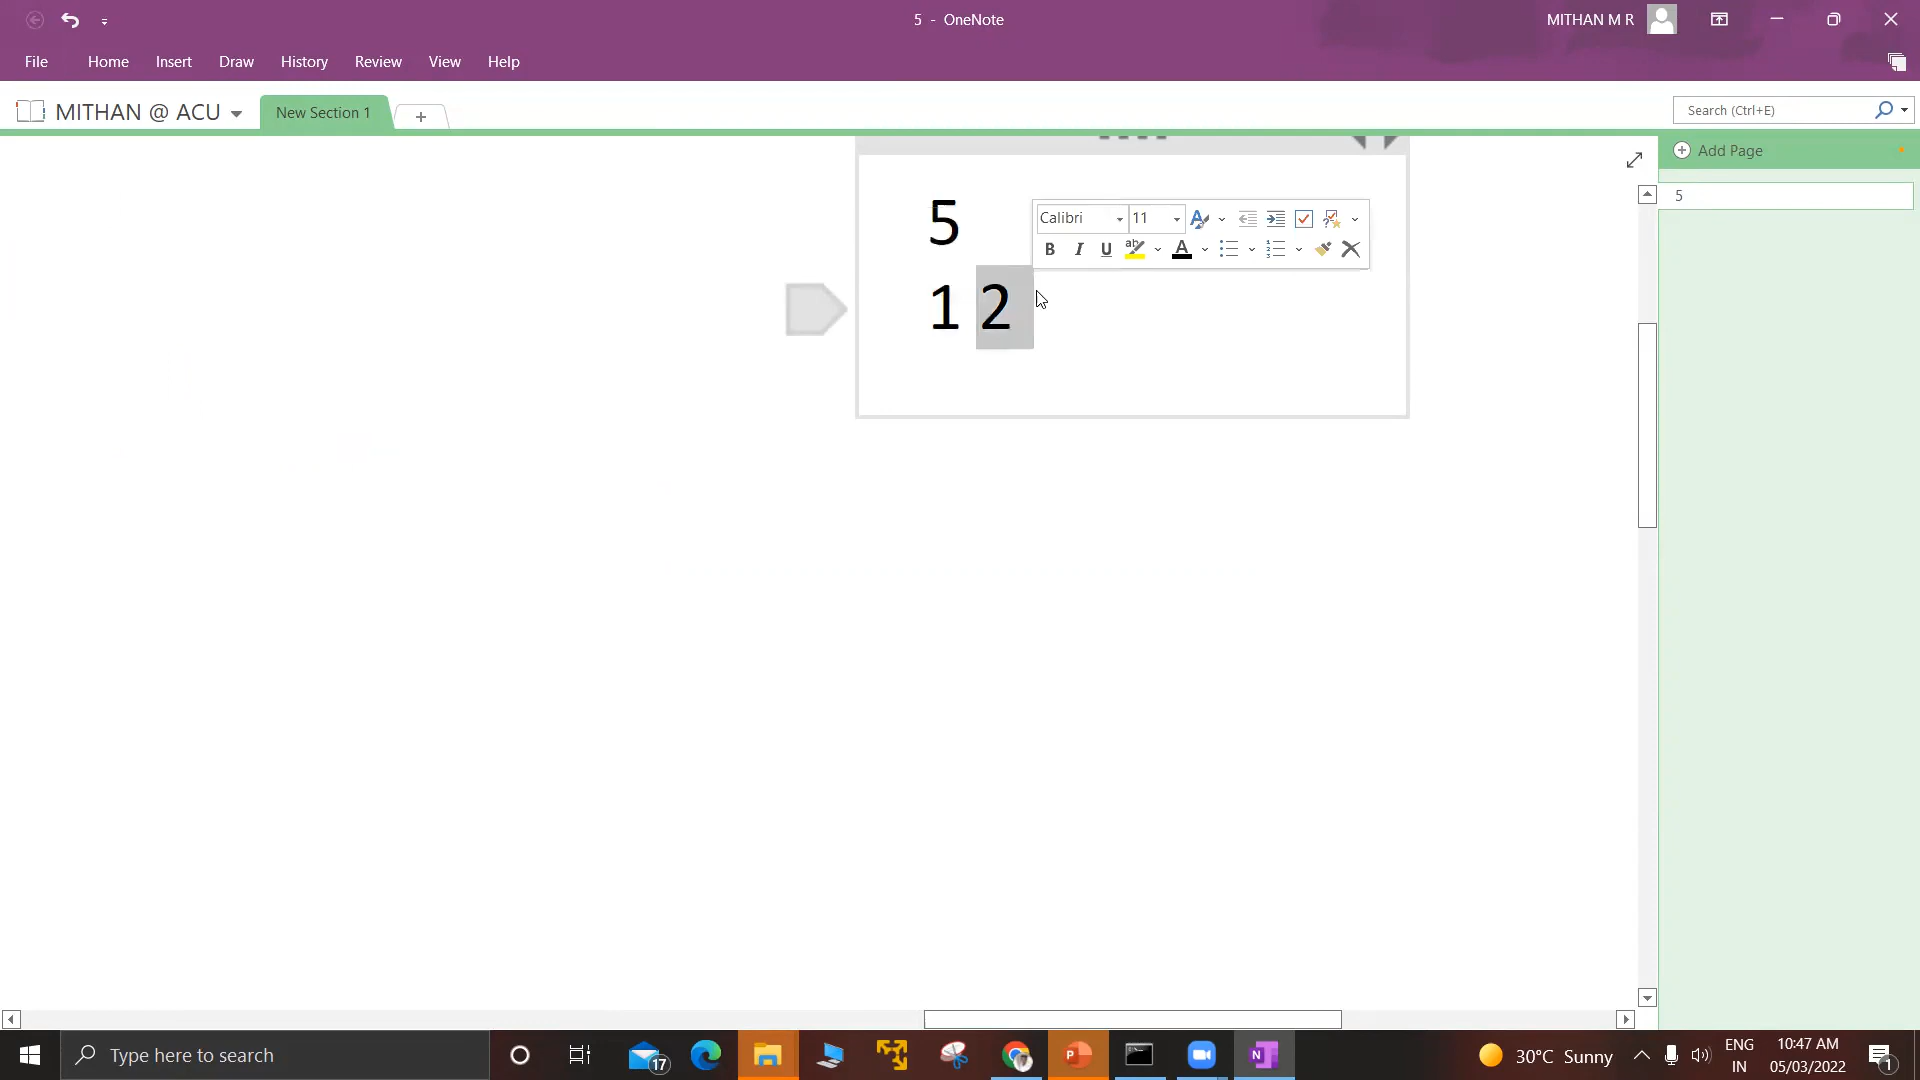 5 - OneNote
MITHAN M R
File Home Insert Draw History Review View Help
MITHAN @ ACU
New Section 1
Search (Ctrl+E)
Add Page
5
5
Calibri 11
B I U ab A
1 2
Type here to search
17
30°C Sunny
ENG
IN
10:47 AM
05/03/2022
1